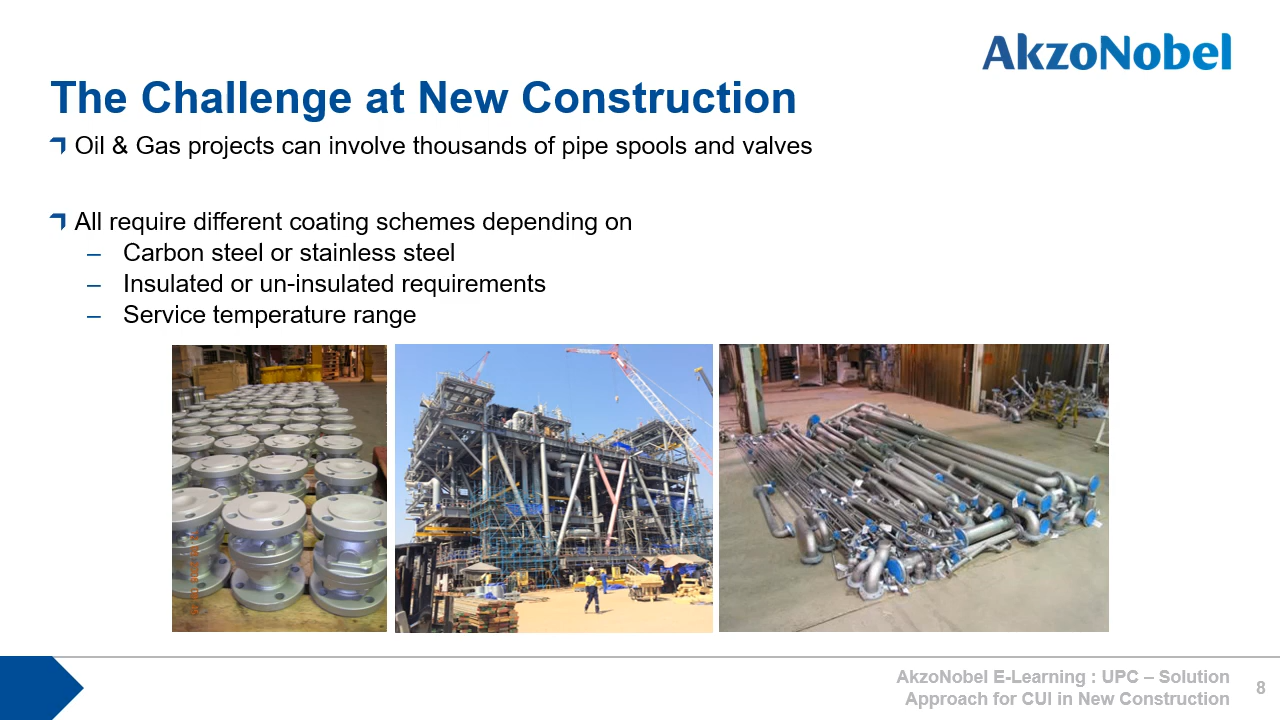 AkzoNobel
The Challenge at New Construction
Oil & Gas projects can involve thousands of pipe spools and valves
All require different coating schemes depending on
– Carbon steel or stainless steel
– Insulated or un-insulated requirements
– Service temperature range
AkzoNobel E-Learning : UPC – Solution
Approach for CUI in New Construction
8